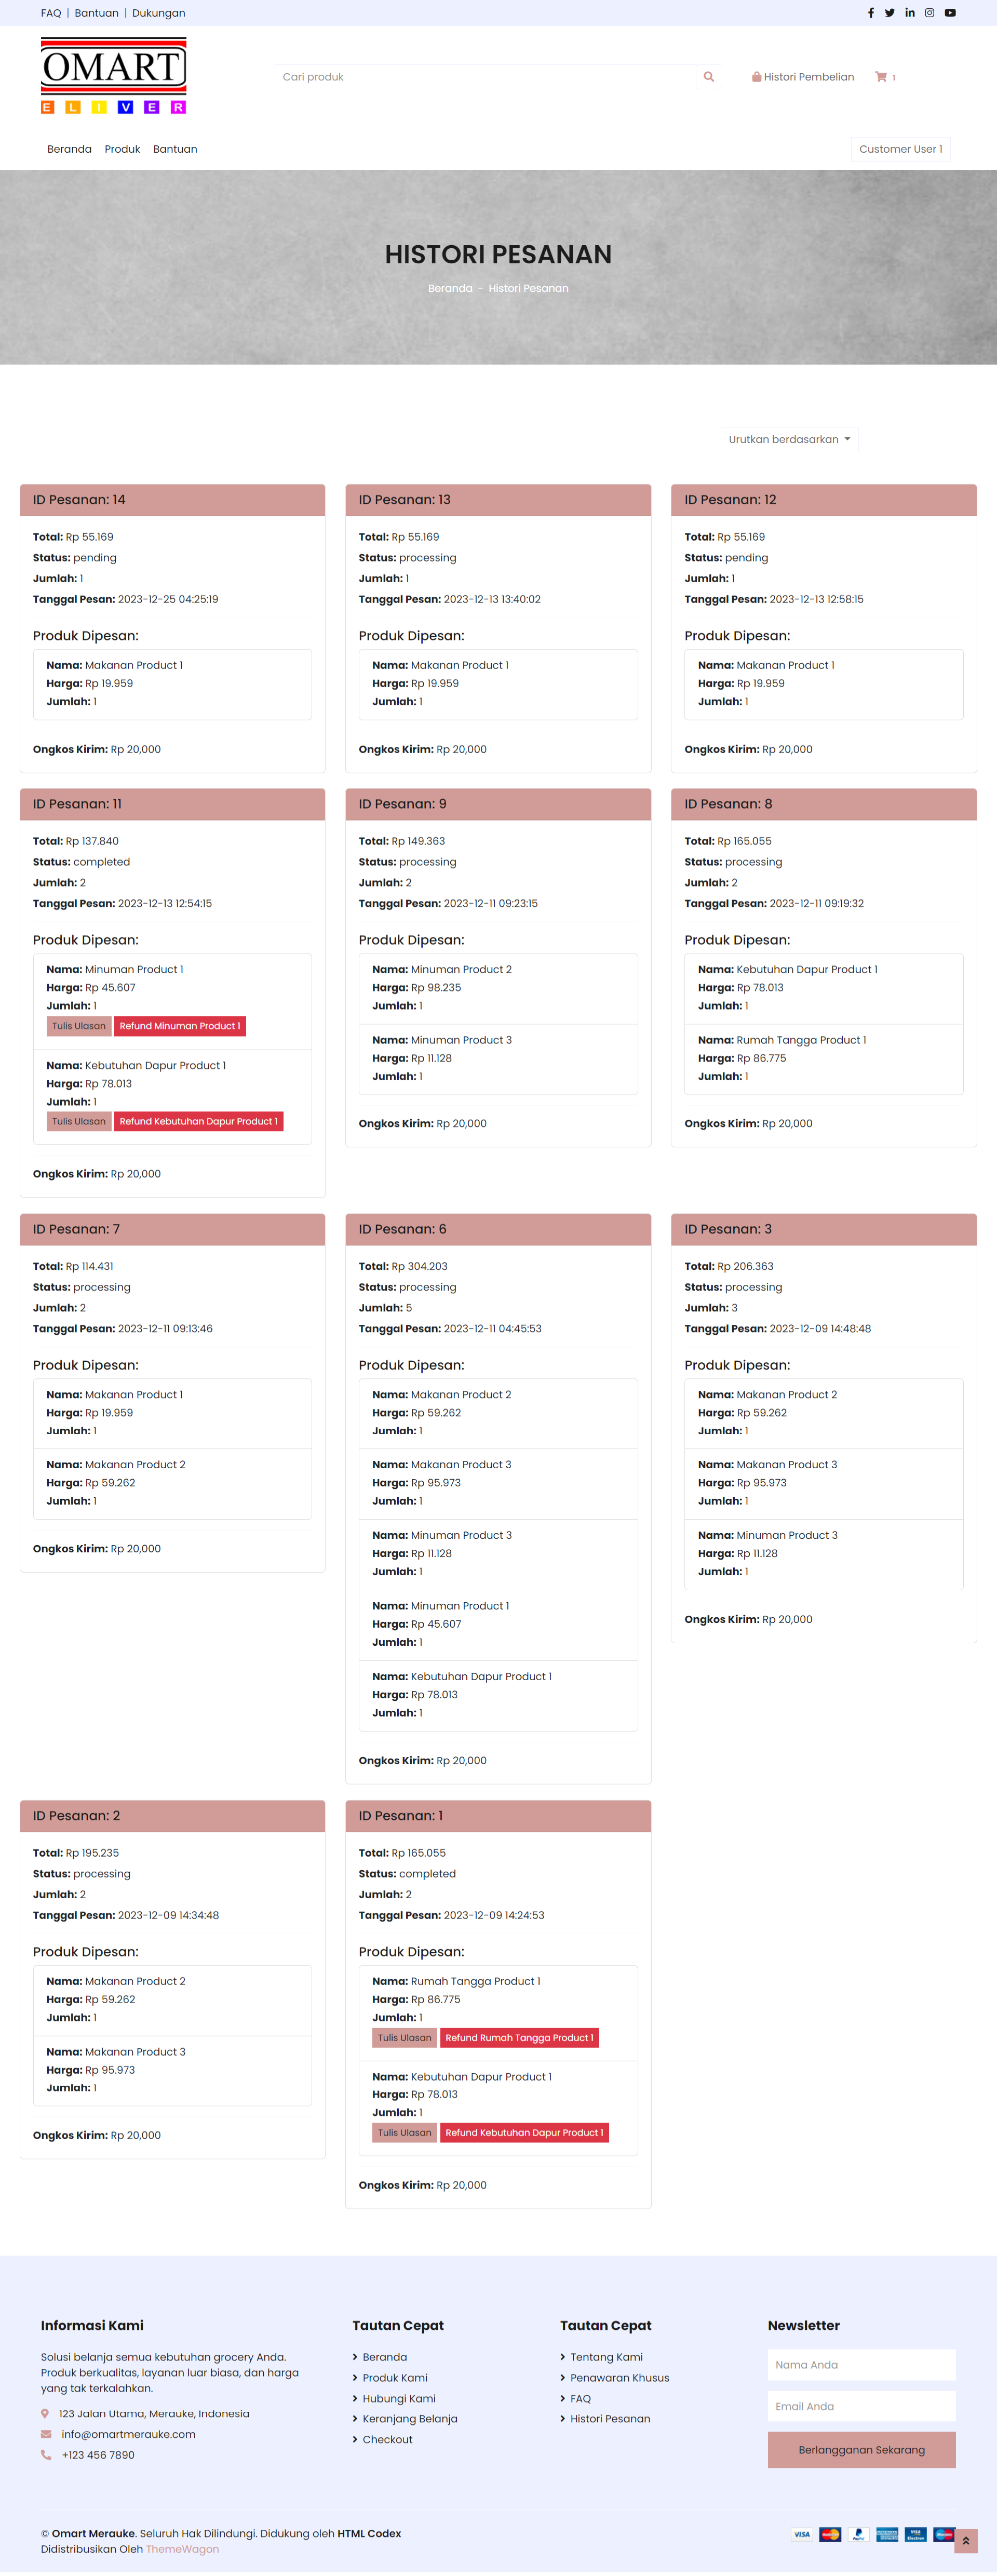 FAQ | Bantuan | Dukungan
OMART
E L I V E R
Cari produk
Histori Pembelian
1
Beranda Produk Bantuan
Customer User 1
HISTORI PESANAN
Beranda - Histori Pesanan
Urutkan berdasarkan
ID Pesanan: 14
Total: Rp 55.169
Status: pending
Jumlah: 1
Tanggal Pesan: 2023-12-25 04:25:19
Produk Dipesan:
Nama: Makanan Product 1
Harga: Rp 19.959
Jumlah: 1
Ongkos Kirim: Rp 20,000
ID Pesanan: 13
Total: Rp 55.169
Status: processing
Jumlah: 1
Tanggal Pesan: 2023-12-13 13:40:02
Produk Dipesan:
Nama: Makanan Product 1
Harga: Rp 19.959
Jumlah: 1
Ongkos Kirim: Rp 20,000
ID Pesanan: 12
Total: Rp 55.169
Status: pending
Jumlah: 1
Tanggal Pesan: 2023-12-13 12:58:15
Produk Dipesan:
Nama: Makanan Product 1
Harga: Rp 19.959
Jumlah: 1
Ongkos Kirim: Rp 20,000
ID Pesanan: 11
Total: Rp 137.840
Status: completed
Jumlah: 2
Tanggal Pesan: 2023-12-13 12:54:15
Produk Dipesan:
Nama: Minuman Product 1
Harga: Rp 45.607
Jumlah: 1
Tulis Ulasan Refund Minuman Product 1
Nama: Kebutuhan Dapur Product 1
Harga: Rp 78.013
Jumlah: 1
Tulis Ulasan Refund Kebutuhan Dapur Product 1
Ongkos Kirim: Rp 20,000
ID Pesanan: 9
Total: Rp 149.363
Status: processing
Jumlah: 2
Tanggal Pesan: 2023-12-11 09:23:15
Produk Dipesan:
Nama: Minuman Product 2
Harga: Rp 98.235
Jumlah: 1
Nama: Minuman Product 3
Harga: Rp 11.128
Jumlah: 1
Ongkos Kirim: Rp 20,000
ID Pesanan: 8
Total: Rp 165.055
Status: processing
Jumlah: 2
Tanggal Pesan: 2023-12-11 09:19:32
Produk Dipesan:
Nama: Kebutuhan Dapur Product 1
Harga: Rp 78.013
Jumlah: 1
Nama: Rumah Tangga Product 1
Harga: Rp 86.775
Jumlah: 1
Ongkos Kirim: Rp 20,000
ID Pesanan: 7
Total: Rp 114.431
Status: processing
Jumlah: 2
Tanggal Pesan: 2023-12-11 09:13:46
Produk Dipesan:
Nama: Makanan Product 1
Harga: Rp 19.959
Jumlah: 1
Nama: Makanan Product 2
Harga: Rp 59.262
Jumlah: 1
Ongkos Kirim: Rp 20,000
ID Pesanan: 6
Total: Rp 304.203
Status: processing
Jumlah: 5
Tanggal Pesan: 2023-12-11 04:45:53
Produk Dipesan:
Nama: Makanan Product 2
Harga: Rp 59.262
Jumlah: 1
Nama: Makanan Product 3
Harga: Rp 95.973
Jumlah: 1
Nama: Minuman Product 3
Harga: Rp 11.128
Jumlah: 1
Nama: Minuman Product 1
Harga: Rp 45.607
Jumlah: 1
Nama: Kebutuhan Dapur Product 1
Harga: Rp 78.013
Jumlah: 1
Ongkos Kirim: Rp 20,000
ID Pesanan: 3
Total: Rp 206.363
Status: processing
Jumlah: 3
Tanggal Pesan: 2023-12-09 14:48:48
Produk Dipesan:
Nama: Makanan Product 2
Harga: Rp 59.262
Jumlah: 1
Nama: Makanan Product 3
Harga: Rp 95.973
Jumlah: 1
Nama: Minuman Product 3
Harga: Rp 11.128
Jumlah: 1
Ongkos Kirim: Rp 20,000
ID Pesanan: 2
Total: Rp 195.235
Status: processing
Jumlah: 2
Tanggal Pesan: 2023-12-09 14:34:48
Produk Dipesan:
Nama: Makanan Product 2
Harga: Rp 59.262
Jumlah: 1
Nama: Makanan Product 3
Harga: Rp 95.973
Jumlah: 1
Ongkos Kirim: Rp 20,000
ID Pesanan: 1
Total: Rp 165.055
Status: completed
Jumlah: 2
Tanggal Pesan: 2023-12-09 14:24:53
Produk Dipesan:
Nama: Rumah Tangga Product 1
Harga: Rp 86.775
Jumlah: 1
Tulis Ulasan Refund Rumah Tangga Product 1
Nama: Kebutuhan Dapur Product 1
Harga: Rp 78.013
Jumlah: 1
Tulis Ulasan Refund Kebutuhan Dapur Product 1
Ongkos Kirim: Rp 20,000
Informasi Kami
Solusi belanja semua kebutuhan grocery Anda.
Produk berkualitas, layanan luar biasa, dan harga
yang tak terkalahkan.
123 Jalan Utama, Merauke, Indonesia
info@omartmerauke.com
+123 456 7890
Tautan Cepat
Beranda
Produk Kami
Hubungi Kami
Keranjang Belanja
Checkout
Tautan Cepat
Tentang Kami
Penawaran Khusus
FAQ
Histori Pesanan
Newsletter
Nama Anda
Email Anda
Berlangganan Sekarang
© Omart Merauke. Seluruh Hak Dilindungi. Didukung oleh HTML Codex
Didistribusikan Oleh ThemeWagon
VISA
PayPal
VISA
Electron